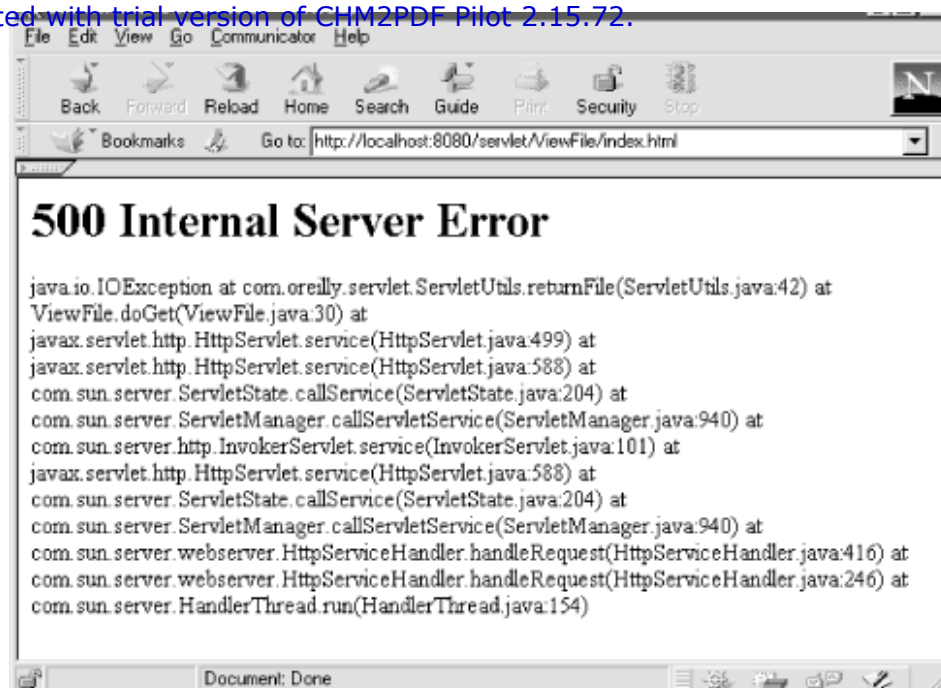 ted with trial version of CHM2PDF Pilot 2.15.72.
File Edit View Go Communicator Help
Back Forward Reload Home Search Guide Print Security Stop
N
Bookmarks Go to: http://localhost:8080/servlet/ViewFile/index.html
500 Internal Server Error
java.io.IOException at com.oreilly.servlet.ServletUtils.returnFile(ServletUtils.java:42) at
ViewFile.doGet(ViewFile.java:30) at
javax.servlet.http.HttpServlet.service(HttpServlet.java:499) at
javax.servlet.http.HttpServlet.service(HttpServlet.java:588) at
com.sun.server.ServletState.callService(ServletState.java:204) at
com.sun.server.ServletManager.callServletService(ServletManager.java:940) at
com.sun.server.http.InvokerServlet.service(InvokerServlet.java:101) at
javax.servlet.http.HttpServlet.service(HttpServlet.java:588) at
com.sun.server.ServletState.callService(ServletState.java:204) at
com.sun.server.ServletManager.callServletService(ServletManager.java:940) at
com.sun.server.webserver.HttpServiceHandler.handleRequest(HttpServiceHandler.java:416) at
com.sun.server.webserver.HttpServiceHandler.handleRequest(HttpServiceHandler.java:246) at
com.sun.server.HandlerThread.run(HandlerThread.java:154)
Document: Done